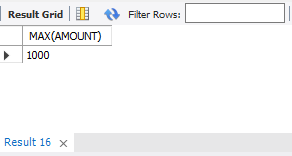 Result Grid Filter Rows:
MAX(AMOUNT)
1000
Result 16 ×